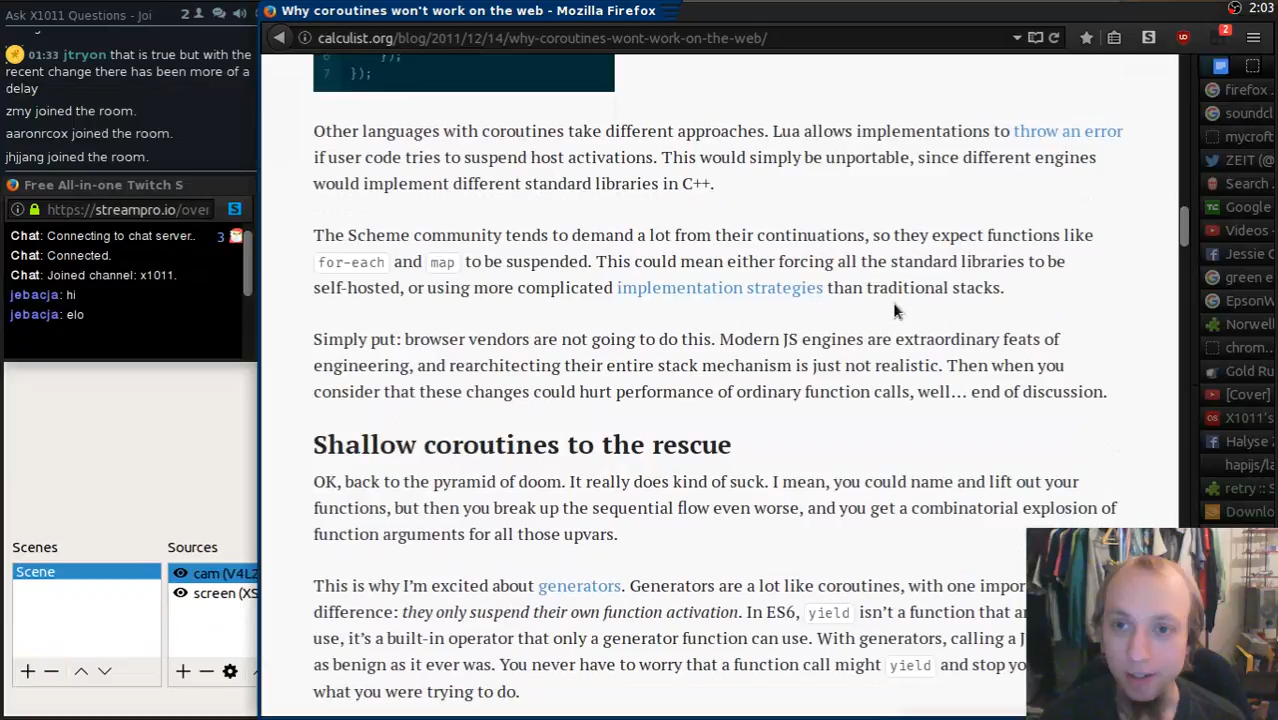 Ask X1011 Questions - Joi
2
01:33 jtryon that is true but with the
recent change there has been more of a
delay
zmy joined the room.
aaronrcox joined the room.
jhjjang joined the room.
Free All-in-one Twitch S
https://streampro.io/over
Chat: Connecting to chat server..
3
Chat: Connected.
Chat: Joined channel: x1011.
jebacja: hi
jebacja: elo
Scenes
Sources
Scene
cam (V4L2
screen (XS
Why coroutines won't work on the web - Mozilla Firefox
2:03
calculist.org/blog/2011/12/14/why-coroutines-wont-work-on-the-web/
2
6 });
7 });
Other languages with coroutines take different approaches. Lua allows implementations to throw an error
if user code tries to suspend host activations. This would simply be unportable, since different engines
would implement different standard libraries in C++.
The Scheme community tends to demand a lot from their continuations, so they expect functions like
for-each and map to be suspended. This could mean either forcing all the standard libraries to be
self-hosted, or using more complicated implementation strategies than traditional stacks.
Simply put: browser vendors are not going to do this. Modern JS engines are extraordinary feats of
engineering, and rearchitecting their entire stack mechanism is just not realistic. Then when you
consider that these changes could hurt performance of ordinary function calls, well… end of discussion.
Shallow coroutines to the rescue
OK, back to the pyramid of doom. It really does kind of suck. I mean, you could name and lift out your
functions, but then you break up the sequential flow even worse, and you get a combinatorial explosion of
function arguments for all those upvars.
This is why I'm excited about generators. Generators are a lot like coroutines, with one impor
difference: they only suspend their own function activation. In ES6, yield isn't a function that an
use, it's a built-in operator that only a generator function can use. With generators, calling a J
as benign as it ever was. You never have to worry that a function call might yield and stop yo
what you were trying to do.
firefox
soundcl
mycroft
ZEIT (@
Search
Google
Videos -
Jessie C
green e
EpsonW
Norwell
chrom..
Gold Ru
[Cover]
X1011's
Halyse Z
hapijs/la
retry ::
Downlo